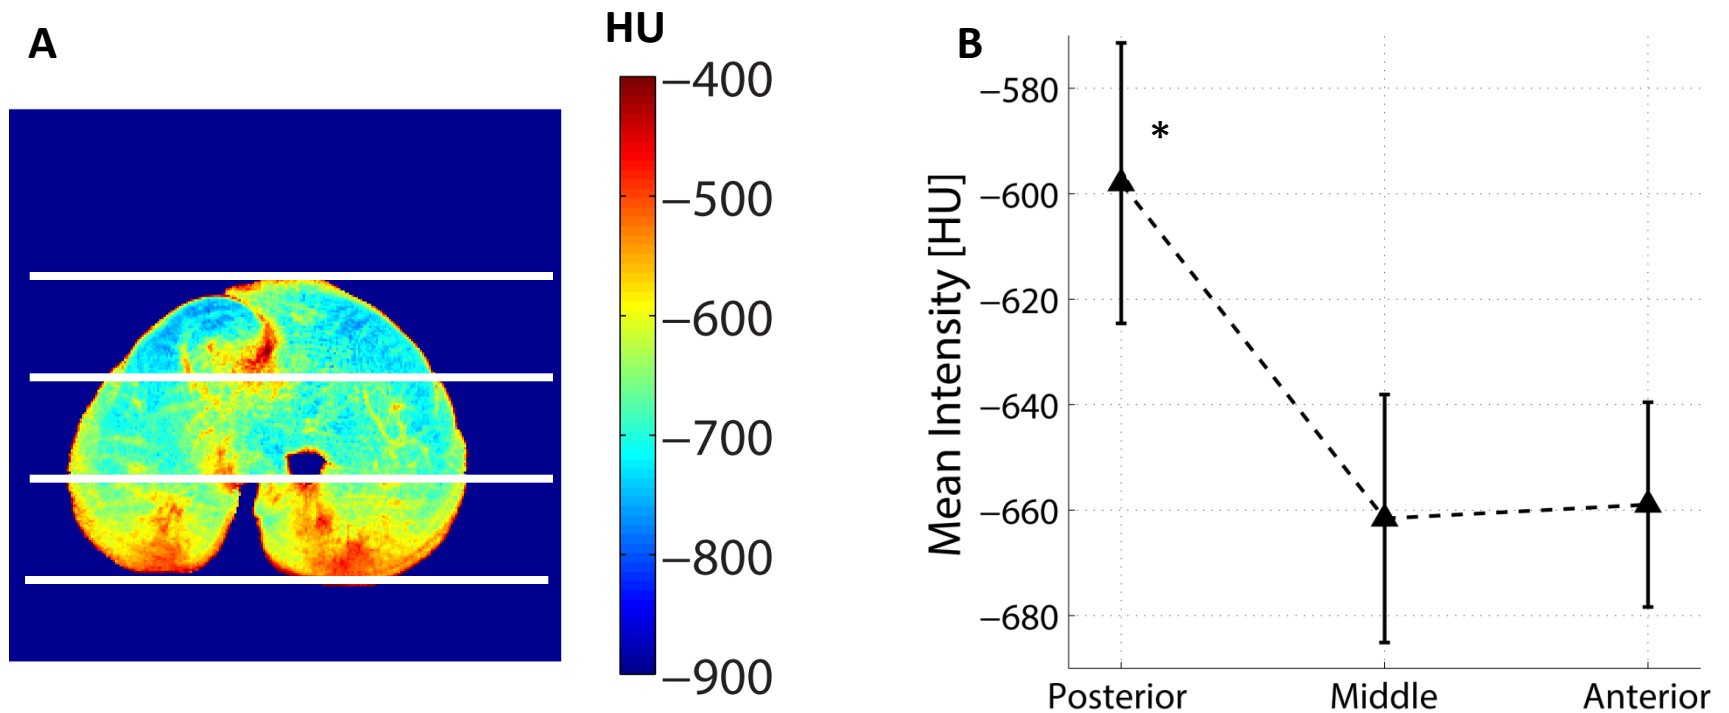 A
HU
−400
−500
−600
−700
−800
−900
B
*
Mean Intensity [HU]
−580
−600
−620
−640
−660
−680
Posterior
Middle
Anterior